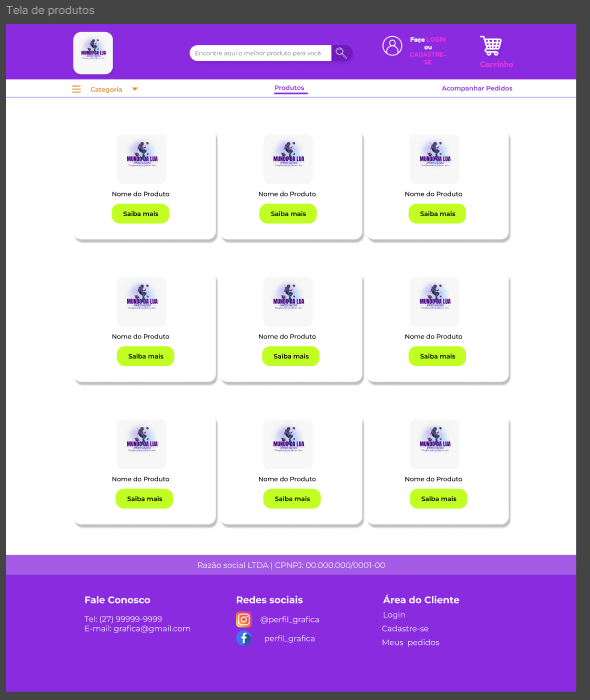 Tela de produtos
MUNDO DA LUA
Encontre aqui o melhor produto para você
Faça LOGIN
ou
CADASTRE-
SE
Carrinho
Categoria
Produtos
Acompanhar Pedidos
MUNDO DA LUA
MUNDO DA LUA
MUNDO DA LUA
Nome do Produto
Nome do Produto
Nome do Produto
Saiba mais
Saiba mais
Saiba mais
MUNDO DA LUA
MUNDO DA LUA
MUNDO DA LUA
Nome do Produto
Nome do Produto
Nome do Produto
Saiba mais
Saiba mais
Saiba mais
MUNDO DA LUA
MUNDO DA LUA
MUNDO DA LUA
Nome do Produto
Nome do Produto
Nome do Produto
Saiba mais
Saiba mais
Saiba mais
Razão social LTDA | CPNPJ: 00.000.000/0001-00
Fale Conosco
Tel: (27) 99999-9999
E-mail: grafica@gmail.com
Redes sociais
@perfil_grafica
perfil_grafica
Área do Cliente
Login
Cadastre-se
Meus pedidos